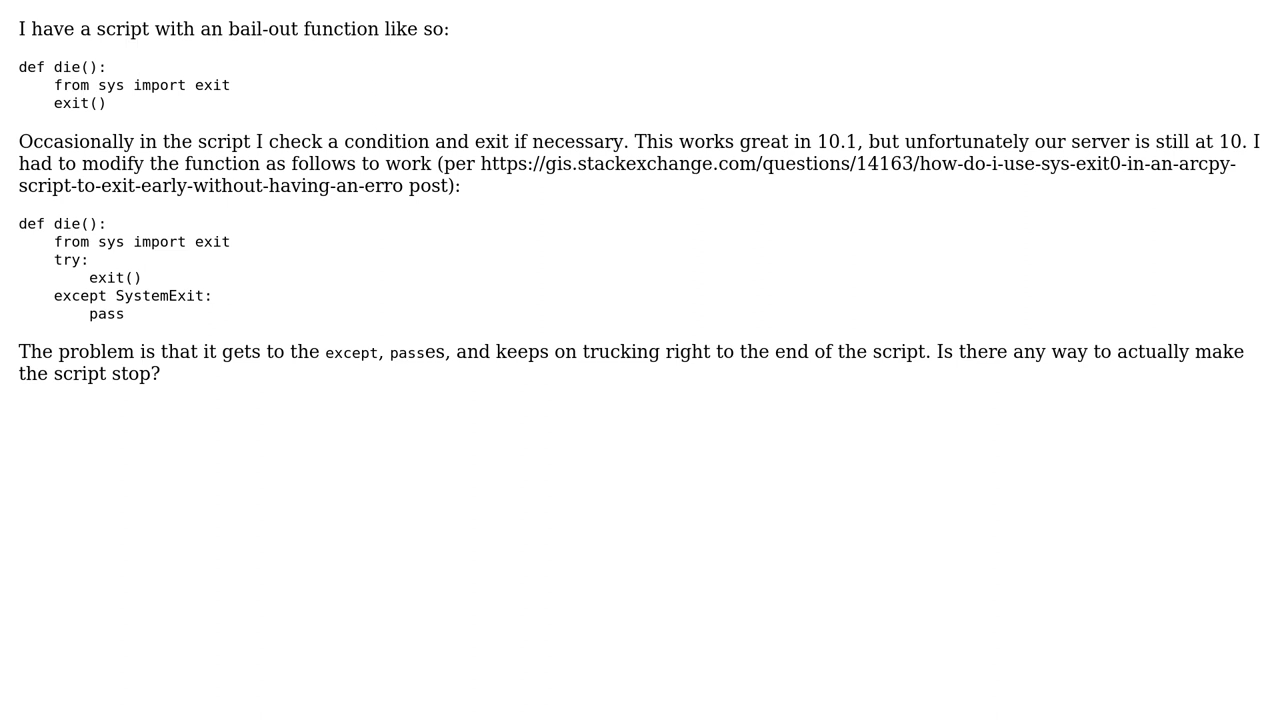 I have a script with an bail-out function like so:
def die():
    from sys import exit
    exit()
Occasionally in the script I check a condition and exit if necessary. This works great in 10.1, but unfortunately our server is still at 10. I
had to modify the function as follows to work (per https://gis.stackexchange.com/questions/14163/how-do-i-use-sys-exit0-in-an-arcpy-
script-to-exit-early-without-having-an-erro post):
def die():
    from sys import exit
    try:
        exit()
    except SystemExit:
        pass
The problem is that it gets to the except, passes, and keeps on trucking right to the end of the script. Is there any way to actually make
the script stop?